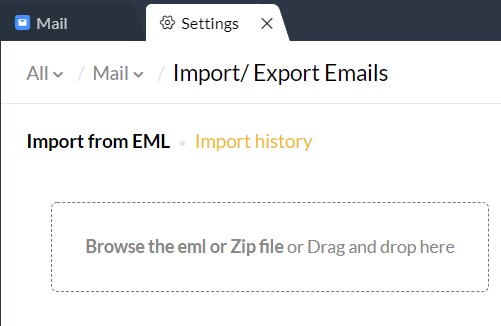 Mail Settings
All / Mail / Import/ Export Emails
Import from EML • Import history
Browse the eml or Zip file or Drag and drop here